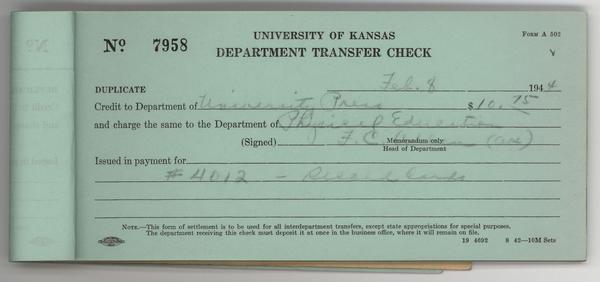 UNIVERSITY OF KANSAS
DEPARTMENT TRANSFER CHECK
Form A 502
No 7958
DUPLICATE
Feb. 8 1944
Credit to Department of University Press $10.75
and charge the same to the Department of Physical Education
(Signed) F. C.
Memorandum only
Head of Department
Issued in payment for
#4012 — Record Cards
Note.—This form of settlement is to be used for all interdepartment transfers, except state appropriations for special purposes.
The department receiving this check must deposit it at once in the business office, where it will remain on file.
19 4692 8 42—10M Sets